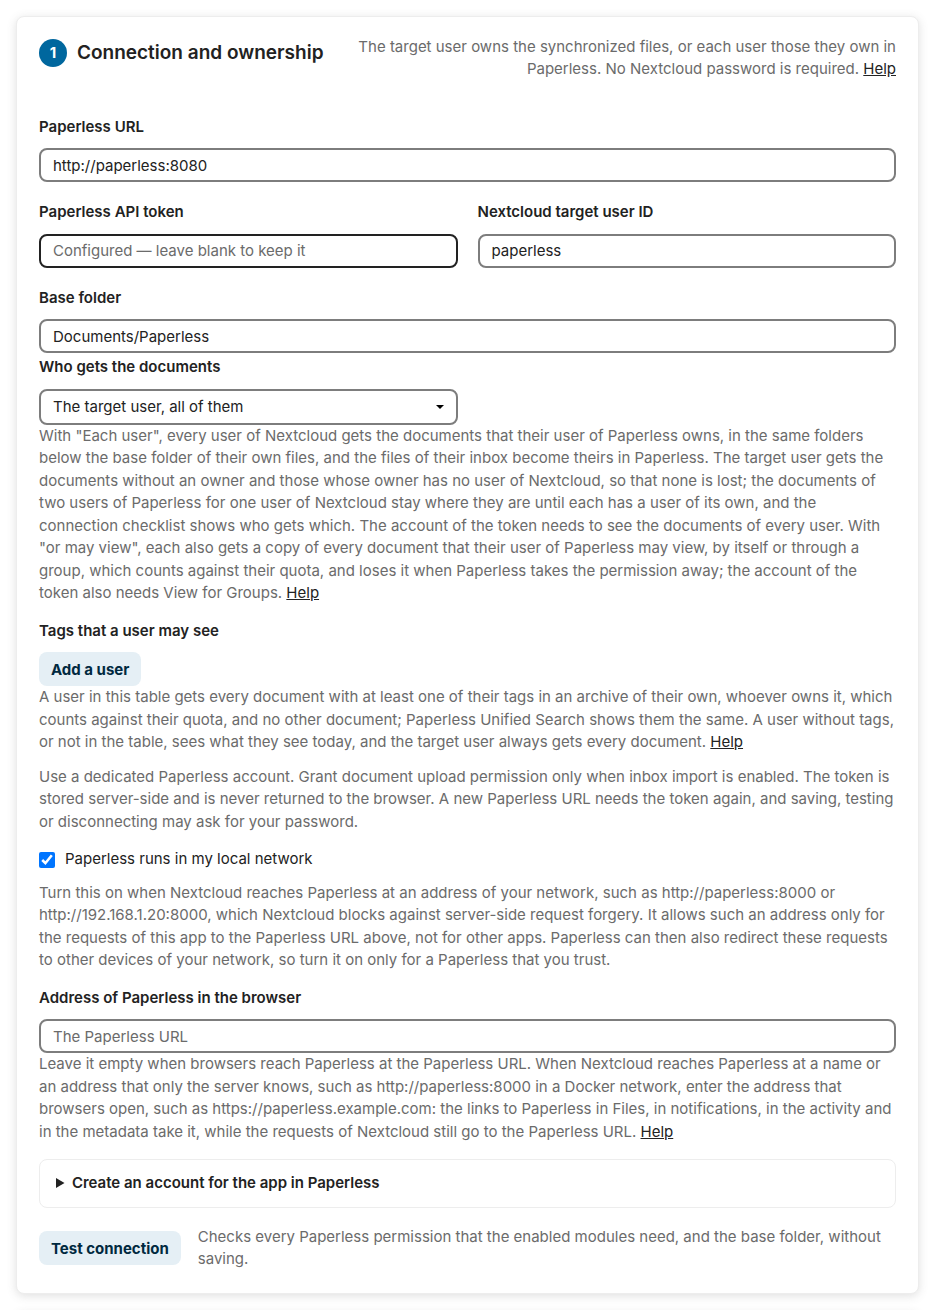 1 Connection and ownership
The target user owns the synchronized files, or each user those they own in
Paperless. No Nextcloud password is required. Help
Paperless URL
http://paperless:8080
Paperless API token
Nextcloud target user ID
Configured — leave blank to keep it
paperless
Base folder
Documents/Paperless
Who gets the documents
The target user, all of them
With "Each user", every user of Nextcloud gets the documents that their user of Paperless owns, in the same folders
below the base folder of their own files, and the files of their inbox become theirs in Paperless. The target user gets the
documents without an owner and those whose owner has no user of Nextcloud, so that none is lost; the documents of
two users of Paperless for one user of Nextcloud stay where they are until each has a user of its own, and the
connection checklist shows who gets which. The account of the token needs to see the documents of every user. With
"or may view", each also gets a copy of every document that their user of Paperless may view, by itself or through a
group, which counts against their quota, and loses it when Paperless takes the permission away; the account of the
token also needs View for Groups. Help
Tags that a user may see
Add a user
A user in this table gets every document with at least one of their tags in an archive of their own, whoever owns it, which
counts against their quota, and no other document; Paperless Unified Search shows them the same. A user without tags,
or not in the table, sees what they see today, and the target user always gets every document. Help
Use a dedicated Paperless account. Grant document upload permission only when inbox import is enabled. The token is
stored server-side and is never returned to the browser. A new Paperless URL needs the token again, and saving, testing
or disconnecting may ask for your password.
Paperless runs in my local network
Turn this on when Nextcloud reaches Paperless at an address of your network, such as http://paperless:8000 or
http://192.168.1.20:8000, which Nextcloud blocks against server-side request forgery. It allows such an address only for
the requests of this app to the Paperless URL above, not for other apps. Paperless can then also redirect these requests
to other devices of your network, so turn it on only for a Paperless that you trust.
Address of Paperless in the browser
The Paperless URL
Leave it empty when browsers reach Paperless at the Paperless URL. When Nextcloud reaches Paperless at a name or
an address that only the server knows, such as http://paperless:8000 in a Docker network, enter the address that
browsers open, such as https://paperless.example.com: the links to Paperless in Files, in notifications, in the activity and
in the metadata take it, while the requests of Nextcloud still go to the Paperless URL. Help
Create an account for the app in Paperless
Test connection
Checks every Paperless permission that the enabled modules need, and the base folder, without
saving.